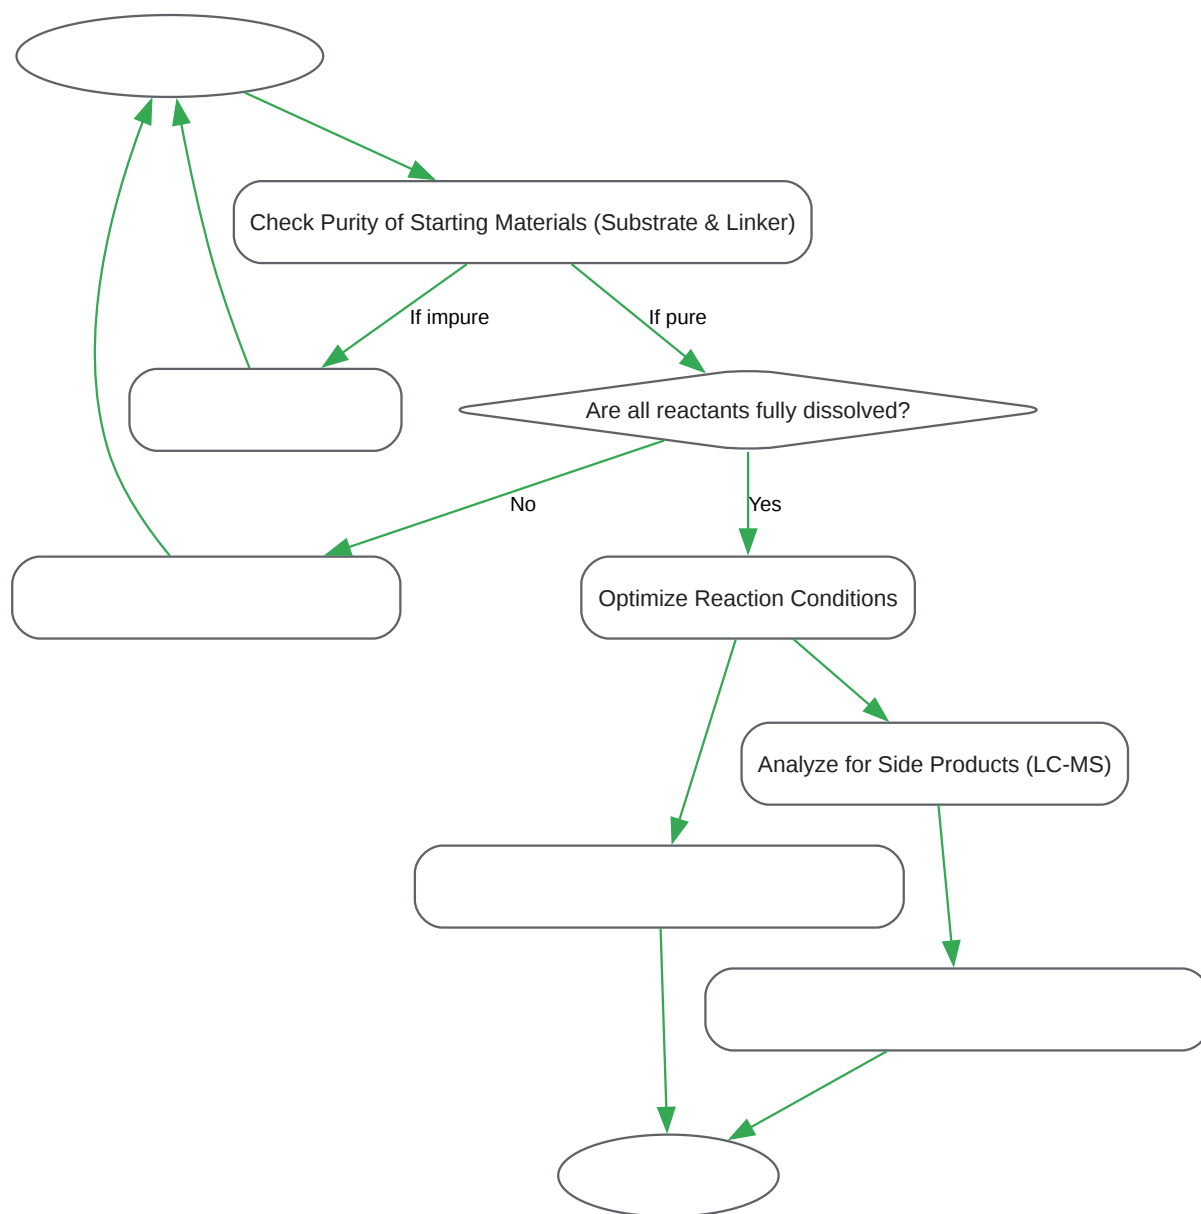 Check Purity of Starting Materials (Substrate & Linker)
If impure
If pure
Are all reactants fully dissolved?
No
Yes
Optimize Reaction Conditions
Analyze for Side Products (LC-MS)